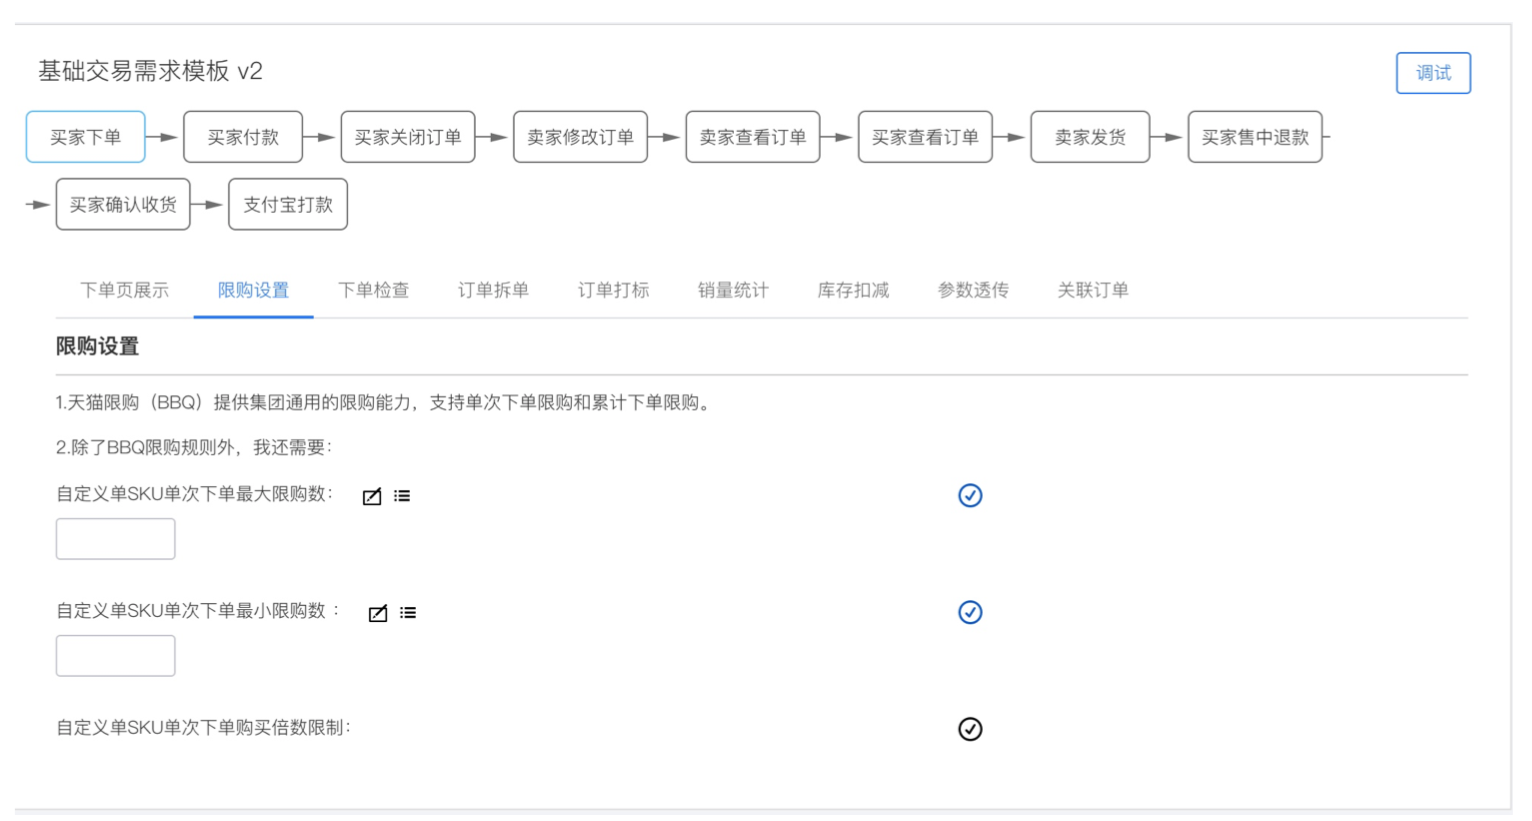 基础交易需求模板 v2
调试
买家下单 买家付款 买家关闭订单 卖家修改订单 卖家查看订单 买家查看订单 卖家发货 买家售中退款
买家确认收货 支付宝打款
下单页展示 限购设置 下单检查 订单拆单 订单打标 销量统计 库存扣减 参数透传 关联订单
限购设置
1.天猫限购（BBQ）提供集团通用的限购能力，支持单次下单限购和累计下单限购。
2.除了BBQ限购规则外，我还需要：
自定义单SKU单次下单最大限购数：
自定义单SKU单次下单最小限购数 ：
自定义单SKU单次下单购买倍数限制：